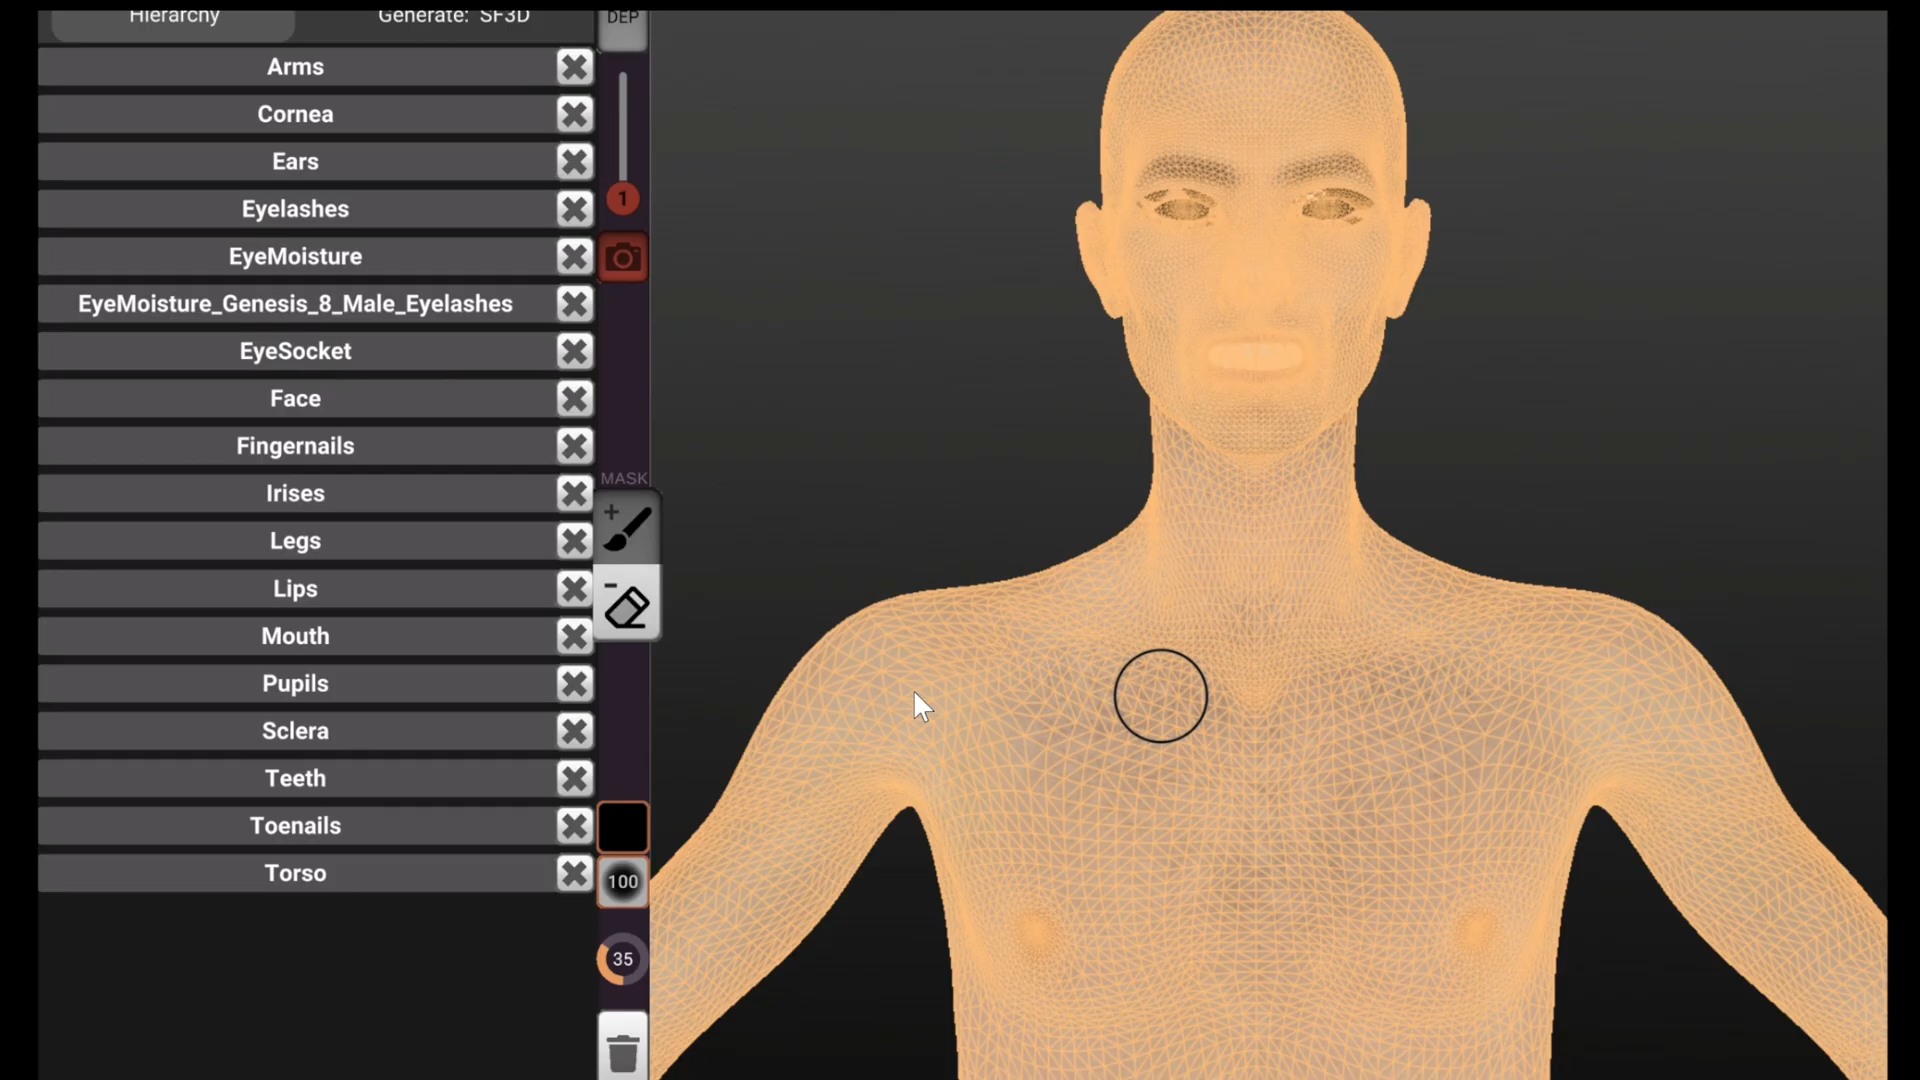 Hierarchy
Generate: SF3D
DEP
Arms
Cornea
Ears
Eyelashes
EyeMoisture
EyeMoisture_Genesis_8_Male_Eyelashes
EyeSocket
Face
Fingernails
Irises
Legs
Lips
Mouth
Pupils
Sclera
Teeth
Toenails
Torso
1
MASK
100
35